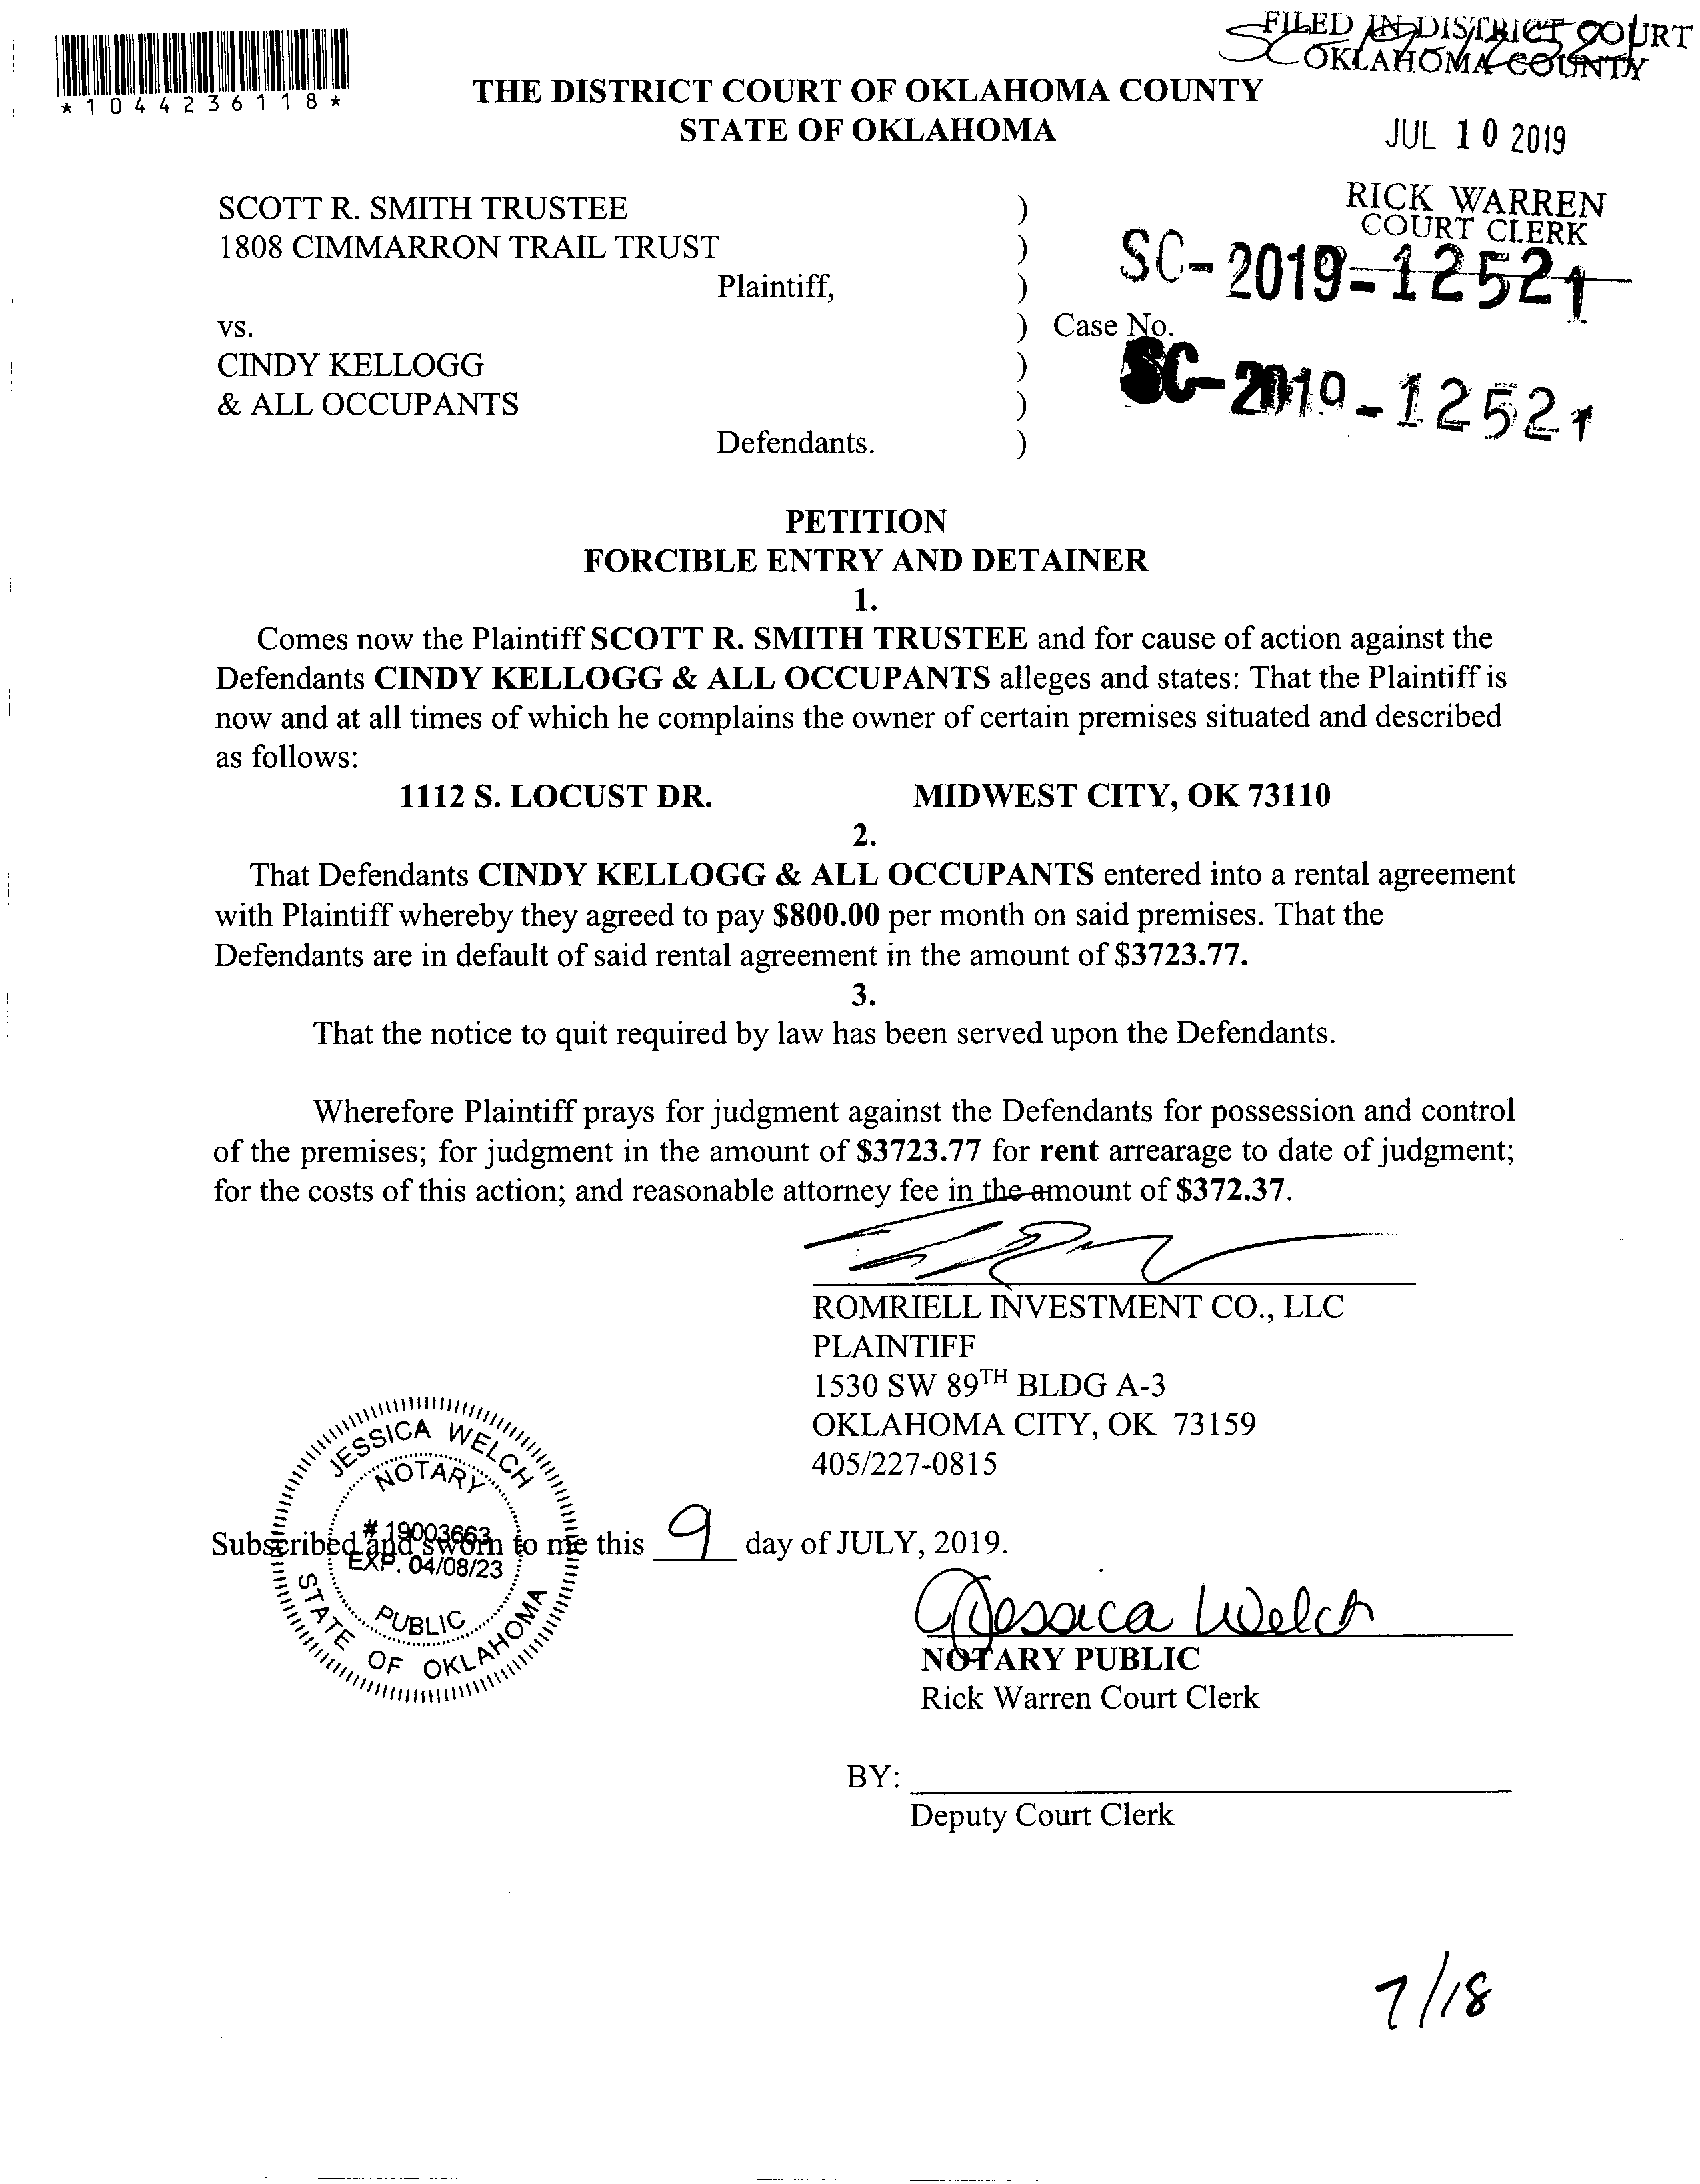 *1044236118*
FILED IN DISTRICT COURT
OKLAHOMA COUNTY
THE DISTRICT COURT OF OKLAHOMA COUNTY
STATE OF OKLAHOMA
JUL 10 2019
RICK WARREN
COURT CLERK
SCOTT R. SMITH TRUSTEE )
1808 CIMMARRON TRAIL TRUST )
SC-2019-12521
Plaintiff, )
vs. ) Case No.
CINDY KELLOGG )
SC-2019-12521
& ALL OCCUPANTS )
Defendants. )
PETITION
FORCIBLE ENTRY AND DETAINER
1.
Comes now the Plaintiff SCOTT R. SMITH TRUSTEE and for cause of action against the
Defendants CINDY KELLOGG & ALL OCCUPANTS alleges and states: That the Plaintiff is
now and at all times of which he complains the owner of certain premises situated and described
as follows:
1112 S. LOCUST DR. MIDWEST CITY, OK 73110
2.
That Defendants CINDY KELLOGG & ALL OCCUPANTS entered into a rental agreement
with Plaintiff whereby they agreed to pay $800.00 per month on said premises. That the
Defendants are in default of said rental agreement in the amount of $3723.77.
3.
That the notice to quit required by law has been served upon the Defendants.
Wherefore Plaintiff prays for judgment against the Defendants for possession and control
of the premises; for judgment in the amount of $3723.77 for rent arrearage to date of judgment;
for the costs of this action; and reasonable attorney fee in the amount of $372.37.
ROMRIELL INVESTMENT CO., LLC
PLAINTIFF
1530 SW 89TH BLDG A-3
OKLAHOMA CITY, OK 73159
405/227-0815
JESSICA WELCH
NOTARY
# 19003663
EXP. 04/08/23
PUBLIC
STATE OF OKLAHOMA
Subscribed and sworn to me this 9 day of JULY, 2019.
Jessica Welch
NOTARY PUBLIC
Rick Warren Court Clerk
BY:
Deputy Court Clerk
7/18